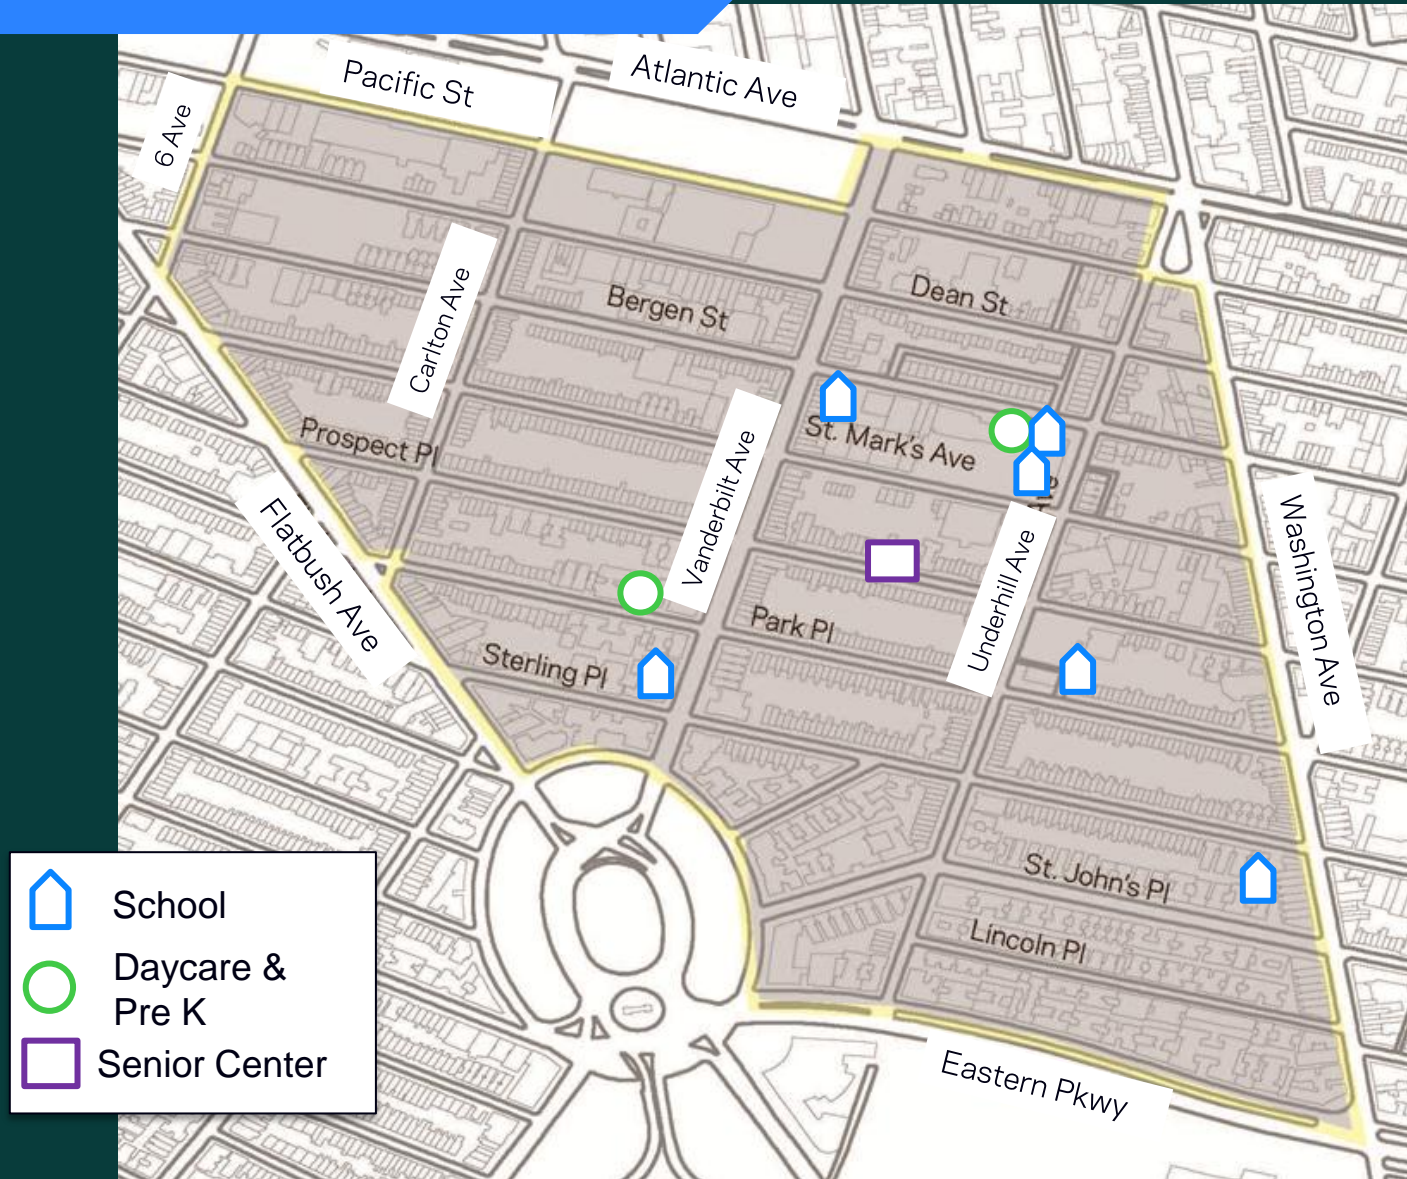 Pacific St
Atlantic Ave
6 Ave
Dean St
Bergen St
Carlton Ave
St. Mark's Ave
Prospect Pl
Vanderbilt Ave
Flatbush Ave
Underhill Ave
Washington Ave
Park Pl
Sterling Pl
St. John's Pl
Lincoln Pl
Eastern Pkwy
School
Daycare &
Pre K
Senior Center